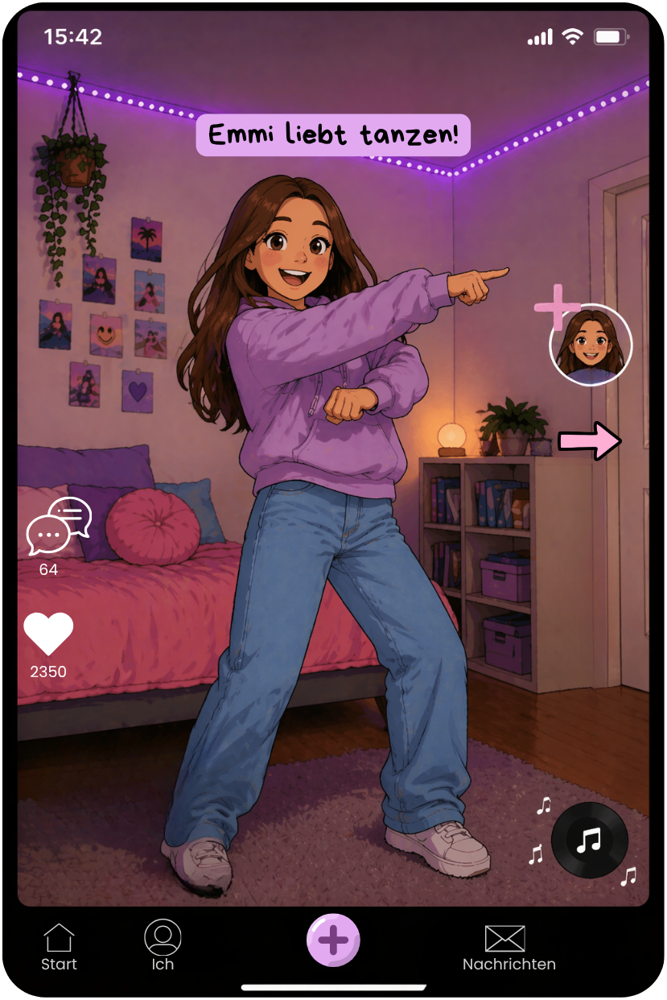 15:42
Emmi liebt tanzen!
64
2350
Start
Ich
Nachrichten